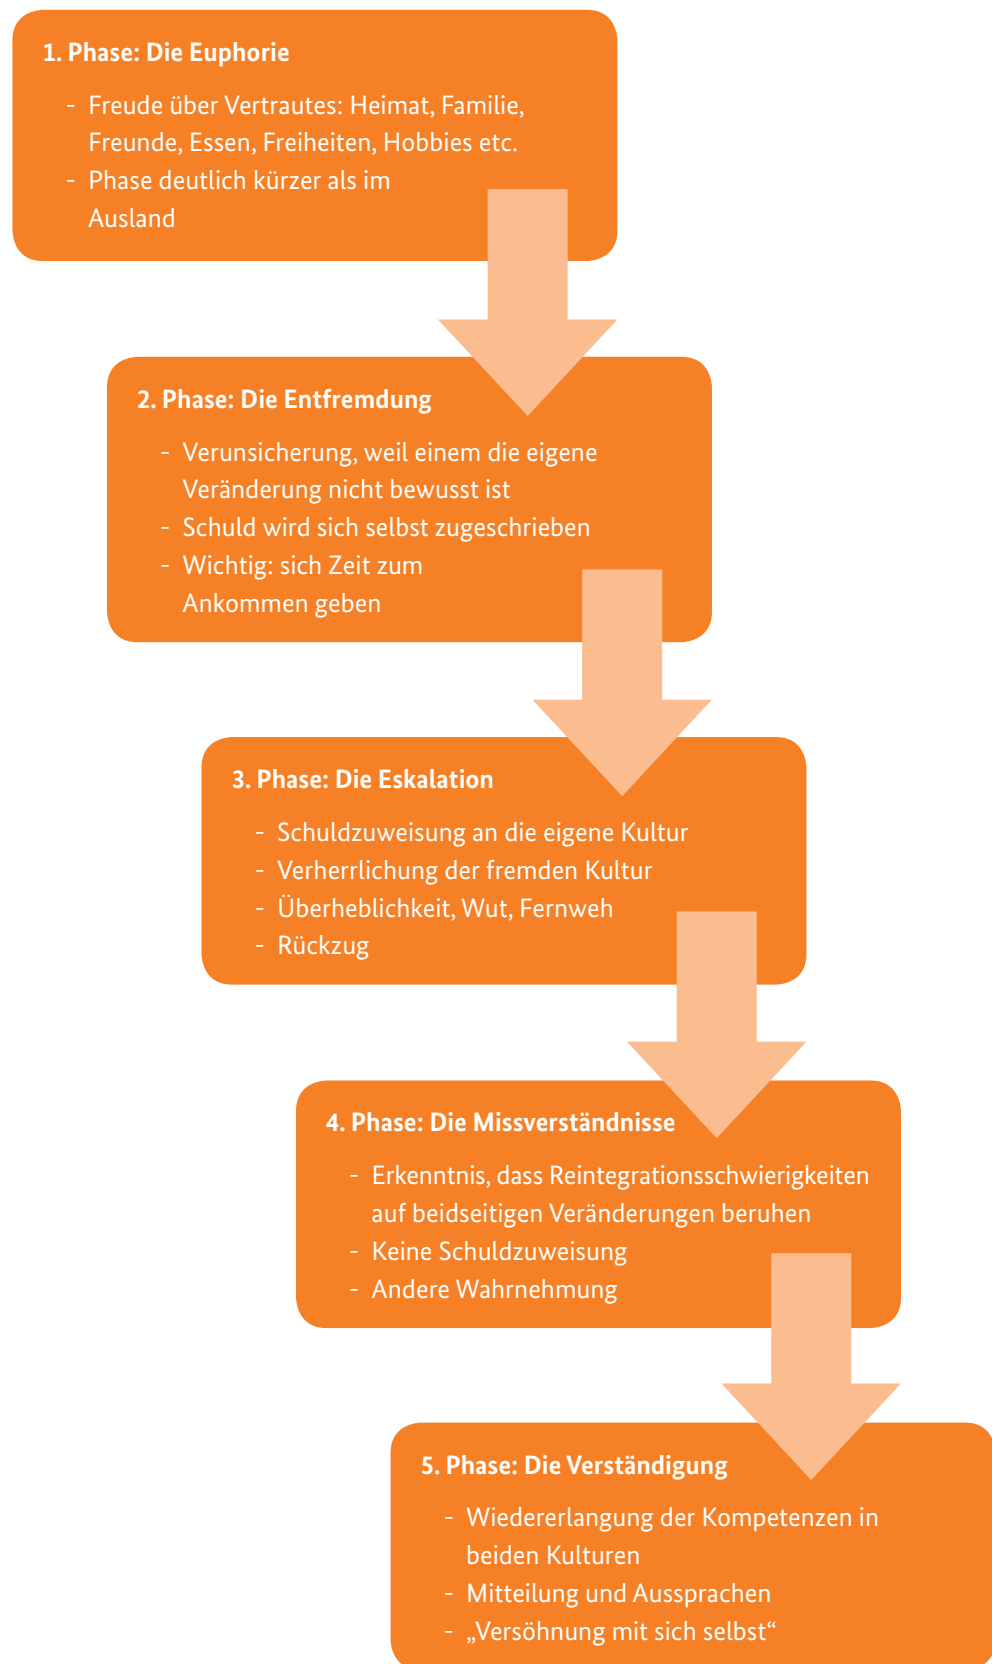 1. Phase: Die Euphorie
- Freude über Vertrautes: Heimat, Familie,
Freunde, Essen, Freiheiten, Hobbies etc.
- Phase deutlich kürzer als im
Ausland
2. Phase: Die Entfremdung
- Verunsicherung, weil einem die eigene
Veränderung nicht bewusst ist
- Schuld wird sich selbst zugeschrieben
- Wichtig: sich Zeit zum
Ankommen geben
3. Phase: Die Eskalation
- Schuldzuweisung an die eigene Kultur
- Verherrlichung der fremden Kultur
- Überheblichkeit, Wut, Fernweh
- Rückzug
4. Phase: Die Missverständnisse
- Erkenntnis, dass Reintegrationsschwierigkeiten
auf beidseitigen Veränderungen beruhen
- Keine Schuldzuweisung
- Andere Wahrnehmung
5. Phase: Die Verständigung
- Wiedererlangung der Kompetenzen in
beiden Kulturen
- Mitteilung und Aussprachen
- „Versöhnung mit sich selbst“